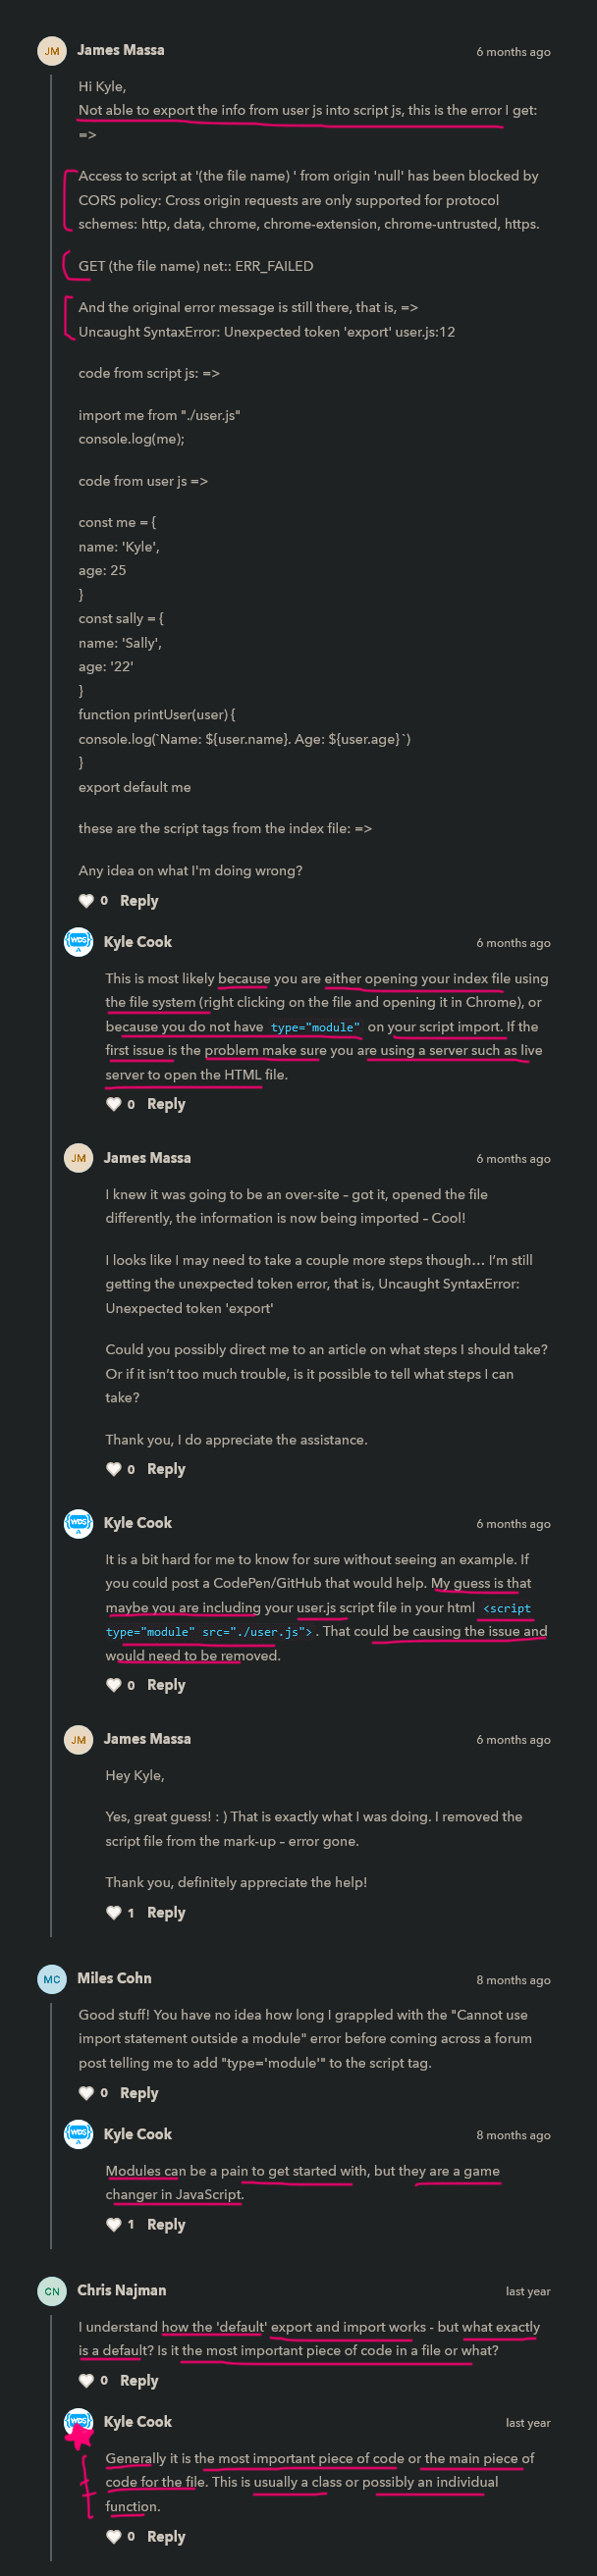 JM James Massa 6 months ago
Hi Kyle,
Not able to export the info from user js into script js, this is the error I get:
=>
Access to script at '(the file name) ' from origin 'null' has been blocked by
CORS policy: Cross origin requests are only supported for protocol
schemes: http, data, chrome, chrome-extension, chrome-untrusted, https.
GET (the file name) net:: ERR_FAILED
And the original error message is still there, that is, =>
Uncaught SyntaxError: Unexpected token 'export' user.js:12
code from script js: =>
import me from "./user.js"
console.log(me);
code from user js =>
const me = {
name: 'Kyle',
age: 25
}
const sally = {
name: 'Sally',
age: '22'
}
function printUser(user) {
console.log(`Name: ${user.name}. Age: ${user.age}`)
}
export default me
these are the script tags from the index file: =>
Any idea on what I'm doing wrong?
0 Reply
WDS Kyle Cook 6 months ago
This is most likely because you are either opening your index file using
the file system (right clicking on the file and opening it in Chrome), or
because you do not have type="module" on your script import. If the
first issue is the problem make sure you are using a server such as live
server to open the HTML file.
0 Reply
JM James Massa 6 months ago
I knew it was going to be an over-site – got it, opened the file
differently, the information is now being imported – Cool!
I looks like I may need to take a couple more steps though… I’m still
getting the unexpected token error, that is, Uncaught SyntaxError:
Unexpected token 'export'
Could you possibly direct me to an article on what steps I should take?
Or if it isn’t too much trouble, is it possible to tell what steps I can
take?
Thank you, I do appreciate the assistance.
0 Reply
WDS Kyle Cook 6 months ago
It is a bit hard for me to know for sure without seeing an example. If
you could post a CodePen/GitHub that would help. My guess is that
maybe you are including your user.js script file in your html <script
type="module" src="./user.js"> . That could be causing the issue and
would need to be removed.
0 Reply
JM James Massa 6 months ago
Hey Kyle,
Yes, great guess! : ) That is exactly what I was doing. I removed the
script file from the mark-up – error gone.
Thank you, definitely appreciate the help!
1 Reply
MC Miles Cohn 8 months ago
Good stuff! You have no idea how long I grappled with the "Cannot use
import statement outside a module" error before coming across a forum
post telling me to add "type='module'" to the script tag.
0 Reply
WDS Kyle Cook 8 months ago
Modules can be a pain to get started with, but they are a game
changer in JavaScript.
1 Reply
CN Chris Najman last year
I understand how the 'default' export and import works - but what exactly
is a default? Is it the most important piece of code in a file or what?
0 Reply
WDS Kyle Cook last year
Generally it is the most important piece of code or the main piece of
code for the file. This is usually a class or possibly an individual
function.
0 Reply